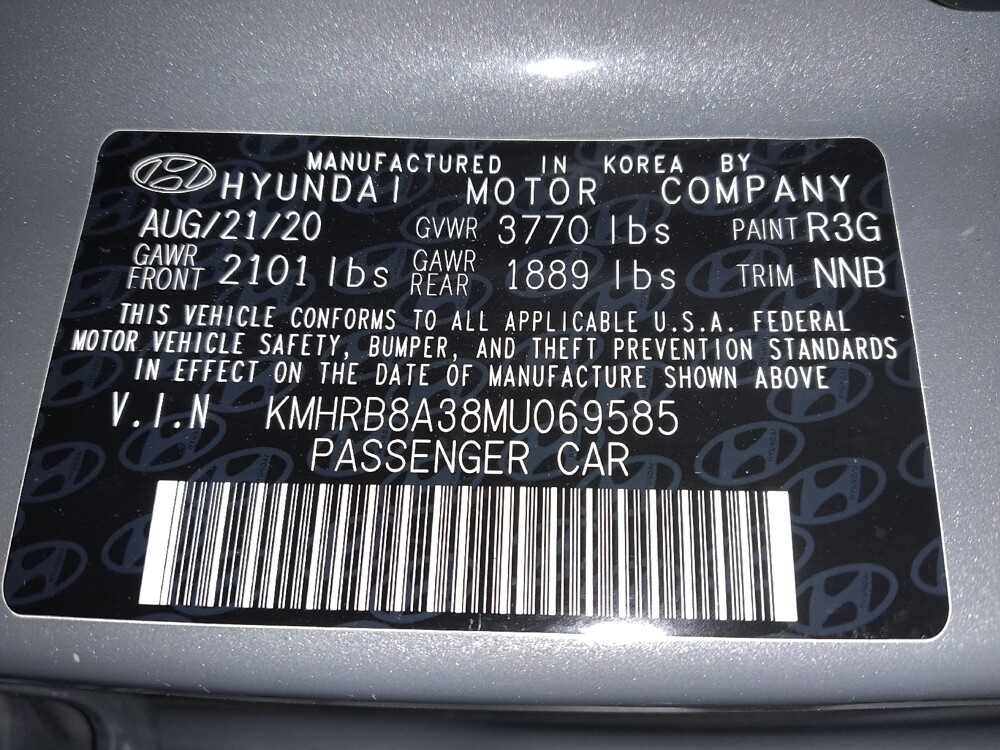 MANUFACTURED IN KOREA BY
HYUNDAI MOTOR COMPANY
AUG/21/20 GVWR 3770 lbs PAINT R3G
GAWR FRONT 2101 lbs GAWR REAR 1889 lbs TRIM NNB
THIS VEHICLE CONFORMS TO ALL APPLICABLE U.S.A. FEDERAL
MOTOR VEHICLE SAFETY, BUMPER, AND THEFT PREVENTION STANDARDS
IN EFFECT ON THE DATE OF MANUFACTURE SHOWN ABOVE
V.I.N KMHRB8A38MU069585
PASSENGER CAR